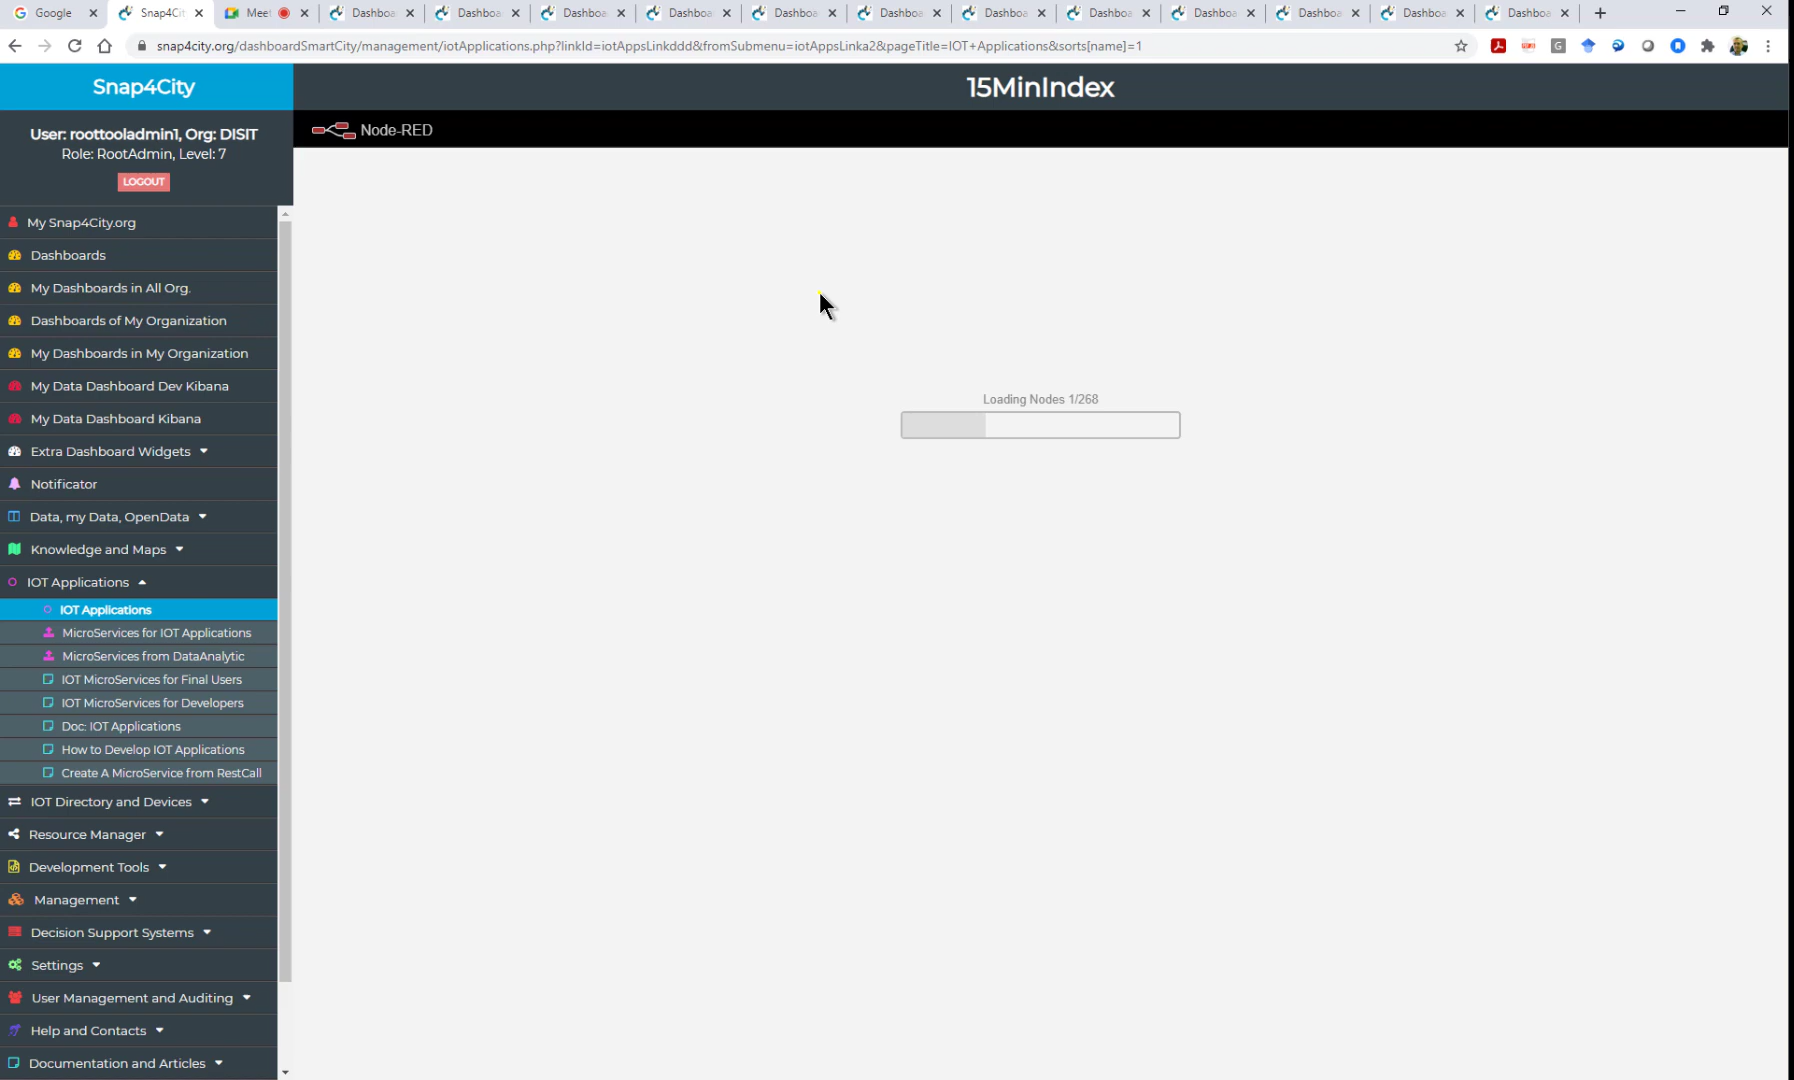 Google
Snap4Ci
Meet
Dashboa
Dashboa
Dashboa
Dashboa
Dashboa
Dashboa
Dashboa
Dashboa
Dashboa
Dashboa
Dashboa
Dashboa
snap4city.org/dashboardSmartCity/management/iotApplications.php?linkId=iotAppsLinkddd&fromSubmenu=iotAppsLinka2&pageTitle=IOT+Applications&sorts[name]=1
Snap4City
15MinIndex
User: roottooladmin1, Org: DISIT
Role: RootAdmin, Level: 7
LOGOUT
Node-RED
My Snap4City.org
Dashboards
My Dashboards in All Org.
Dashboards of My Organization
My Dashboards in My Organization
My Data Dashboard Dev Kibana
My Data Dashboard Kibana
Extra Dashboard Widgets
Notificator
Data, my Data, OpenData
Knowledge and Maps
IOT Applications
IOT Applications
MicroServices for IOT Applications
MicroServices from DataAnalytic
IOT MicroServices for Final Users
IOT MicroServices for Developers
Doc: IOT Applications
How to Develop IOT Applications
Create A MicroService from RestCall
IOT Directory and Devices
Resource Manager
Development Tools
Management
Decision Support Systems
Settings
User Management and Auditing
Help and Contacts
Documentation and Articles
Loading Nodes 1/268